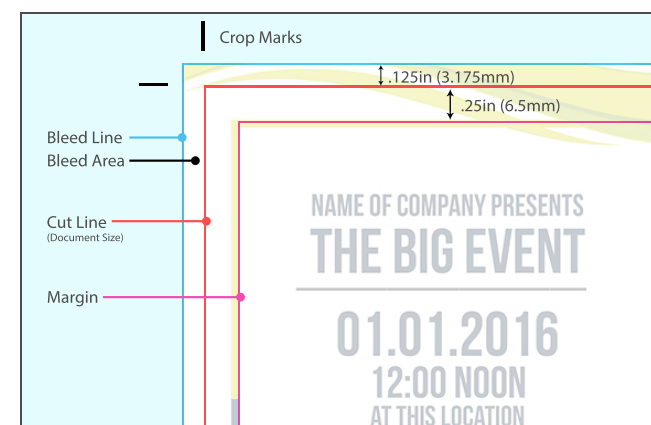 Crop Marks
.125in (3.175mm)
.25in (6.5mm)
Bleed Line
Bleed Area
Cut Line
(Document Size)
Margin
NAME OF COMPANY PRESENTS
THE BIG EVENT
01.01.2016
12:00 NOON
AT THIS LOCATION